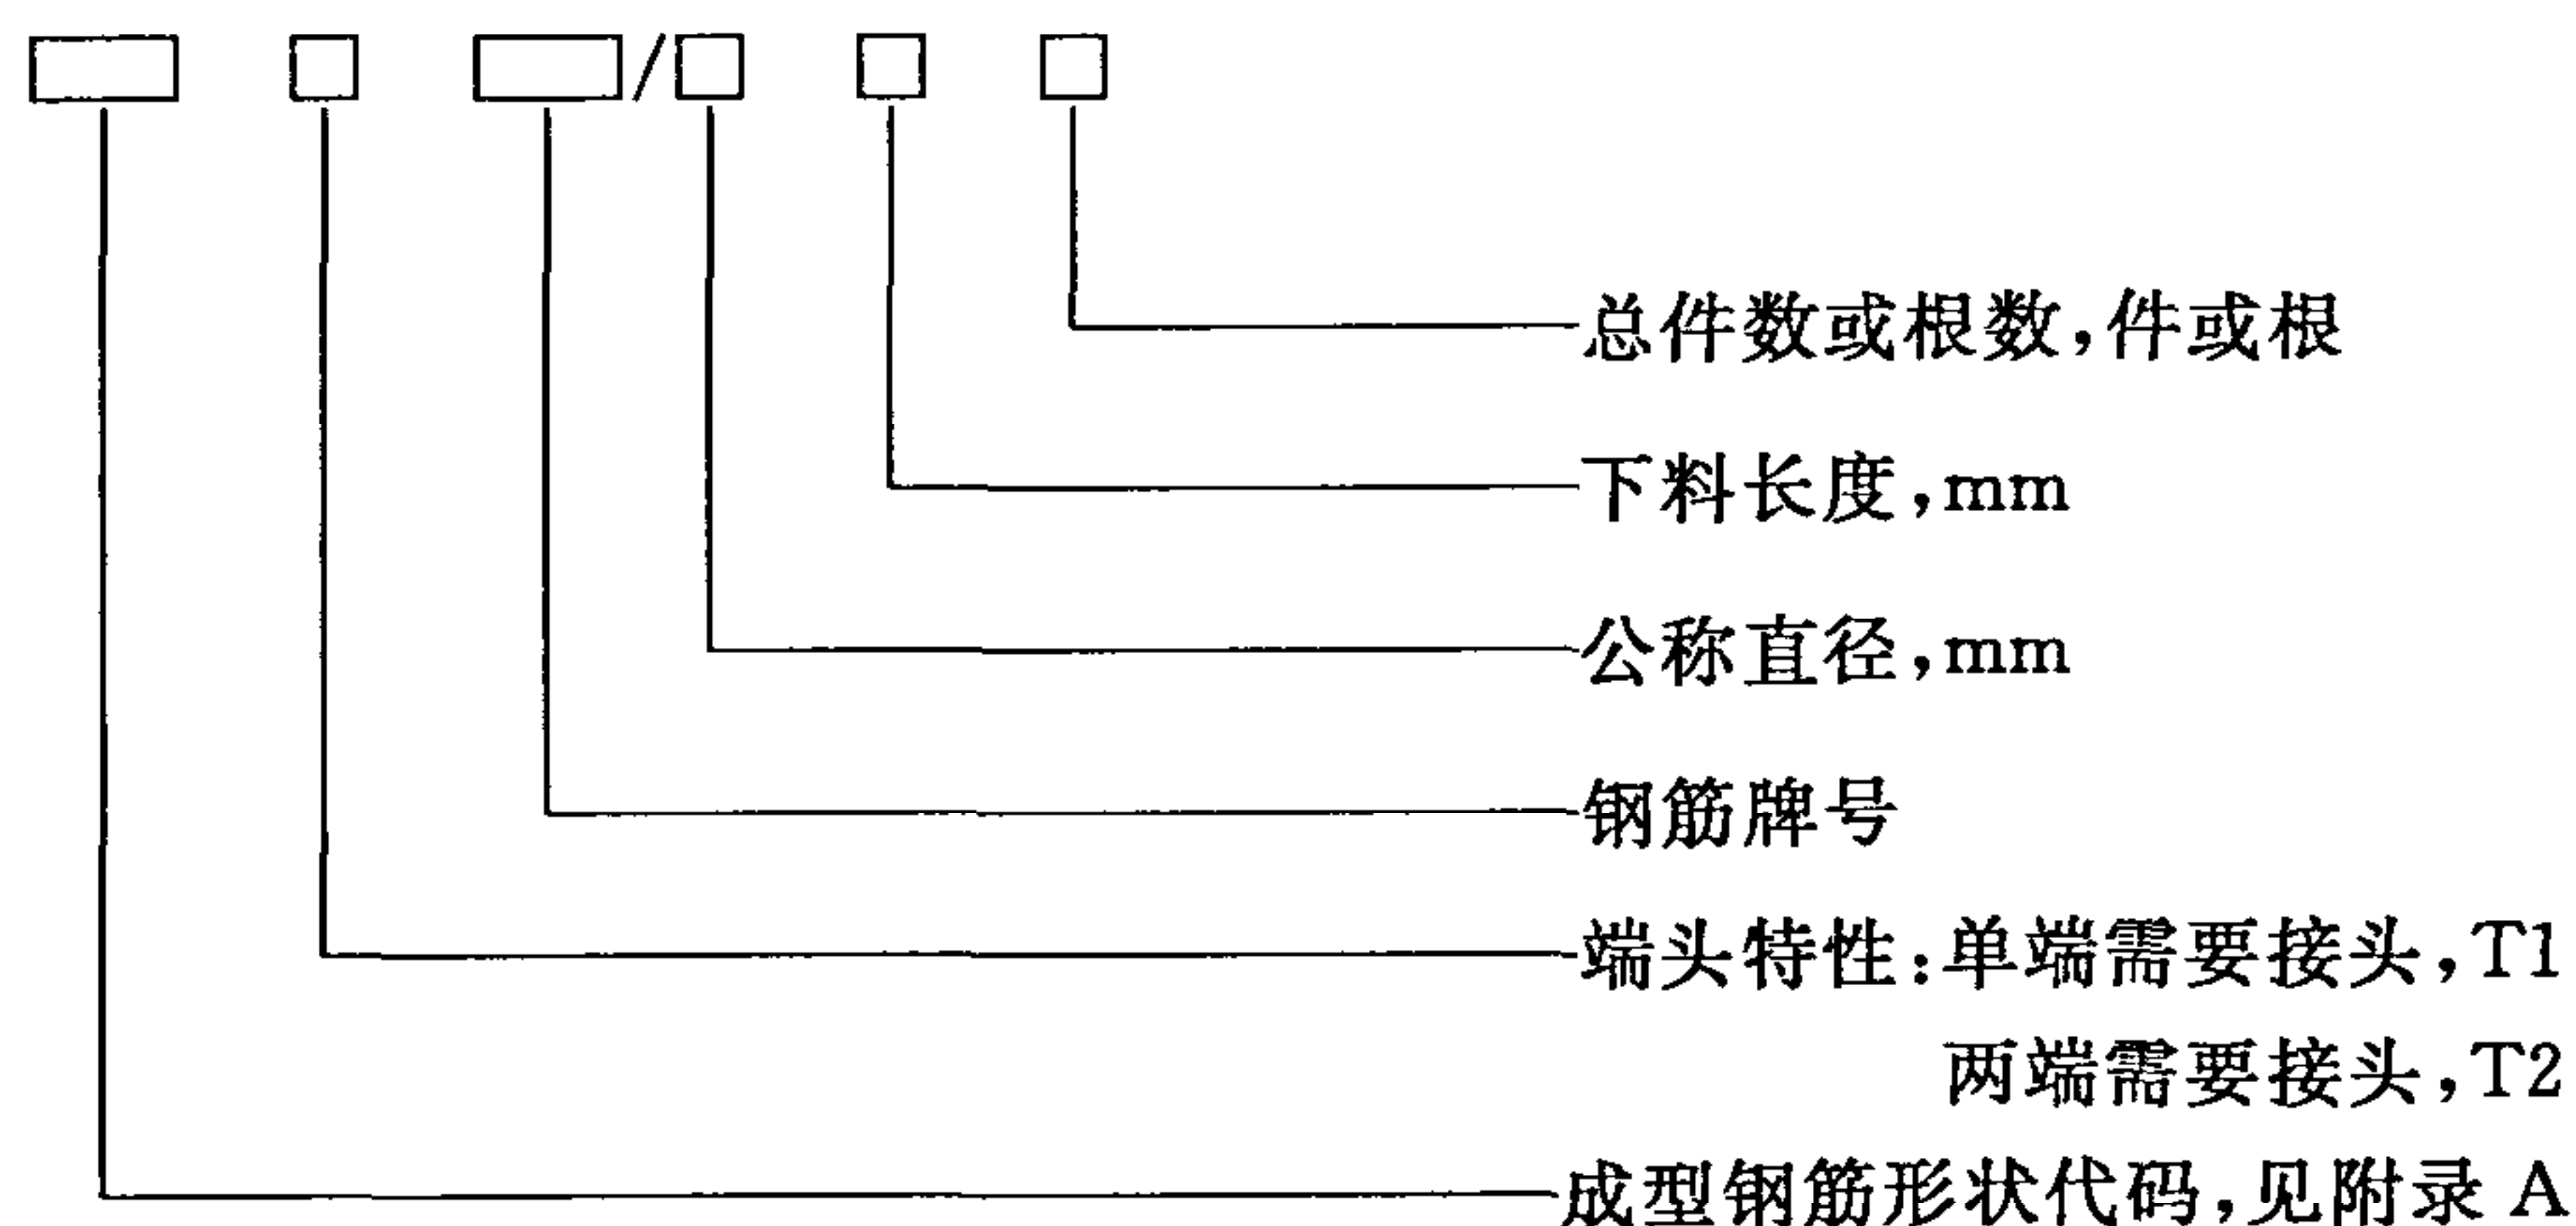 /
总件数或根数,件或根
下料长度,mm
公称直径,mm
钢筋牌号
端头特性:单端需要接头,T1
两端需要接头,T2
成型钢筋形状代码,见附录 A